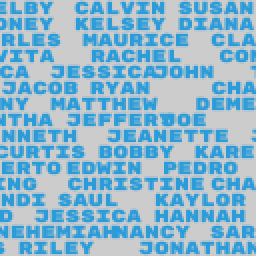 ELBY CALVIN SUSAN
ONEY KELSEY DIANA
RLES MAURICE CLA
VITA RACHEL CO
CA JESSICA JOHN T
JACOB RYAN CHA
NY MATTHEW DEME
NTHA JEFFERY JOE
NNETH JEANETTE J
CURTIS BOBBY KARE
ERTO EDWIN PEDRO
ING CHRISTINE CHA
NDI SAUL KAYLOR
D JESSICA HANNAH
NEHEMIAH NANCY SAR
S RILEY JONATHAN